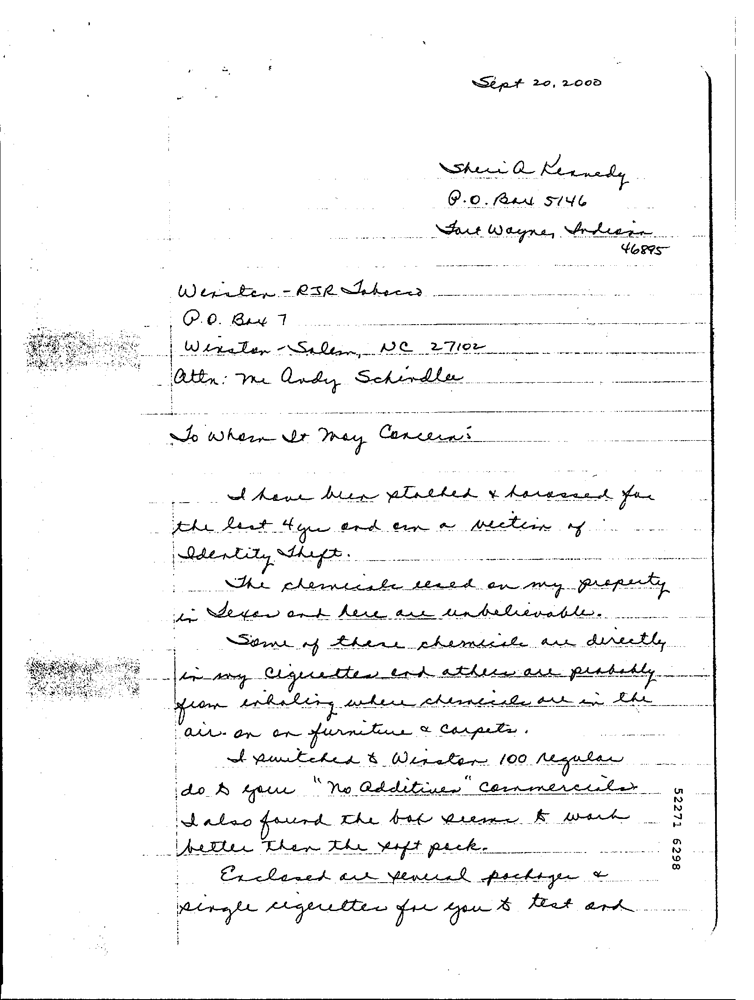 Sept 20, 2000
Sheri A Kennedy
P.O. Box 5146
Fort Wayne, Indiana
46895
Winston - RJR Tobacco
P.O. Box 7
Winston-Salem, NC 27102
Attn: Mr Andy Schindler
To Whom It May Concern:
I have been stalked & harassed for
the last 4 yrs and am a victim of
Identity Theft.
The chemicals used on my property
in Texas and here are unbelievable.
Some of these chemicals are directly
in my cigerettes and others are probably
from inhaling where chemicals are in the
air on on furniture & carpets.
I switched to Winston 100 regular
do to your "No Additives" commercials
I also found the box seems to work
better than the soft pack.
Enclosed are several packages &
single cigerettes for you to test and
52271 6298